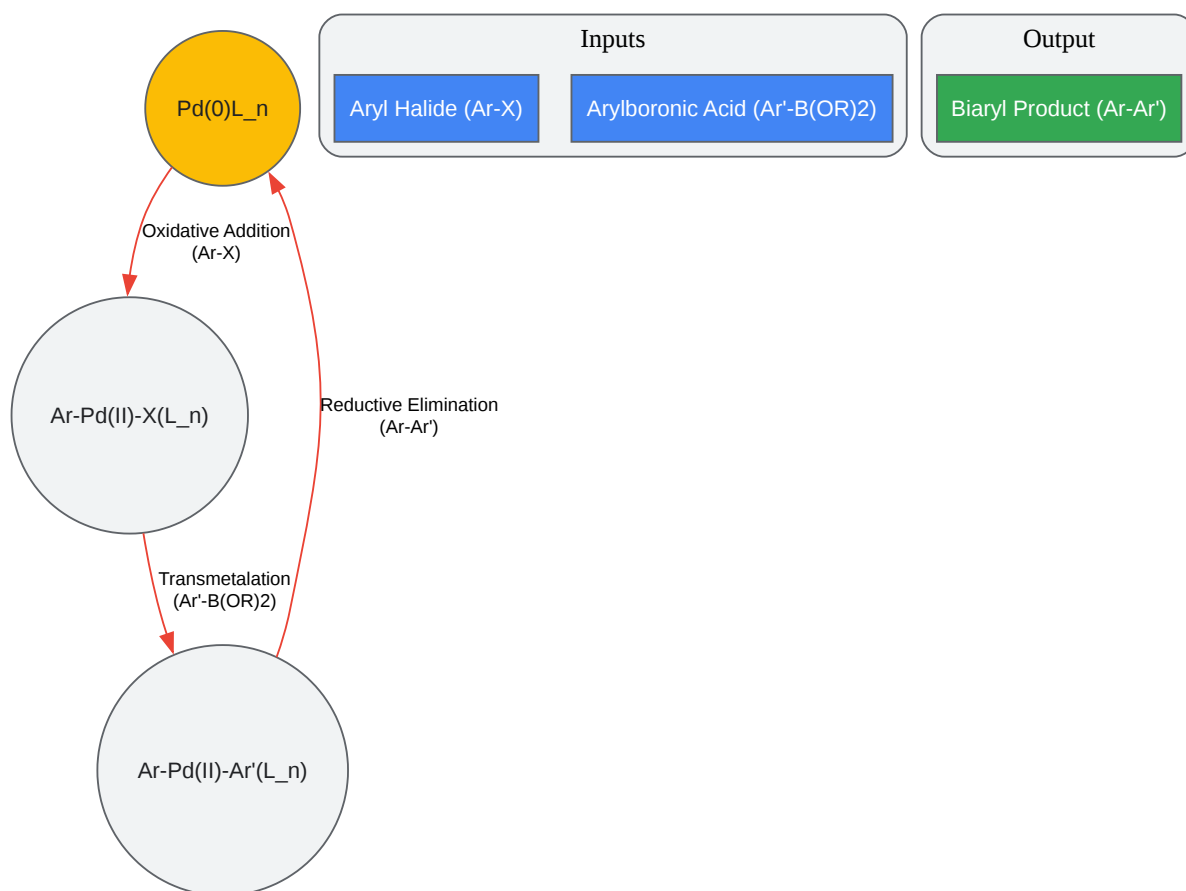 Inputs
Output
Pd(0)L_n
Aryl Halide (Ar-X)
Arylboronic Acid (Ar'-B(OR)2)
Biaryl Product (Ar-Ar')
Oxidative Addition
(Ar-X)
Ar-Pd(II)-X(L_n)
Reductive Elimination
(Ar-Ar')
Transmetalation
(Ar'-B(OR)2)
Ar-Pd(II)-Ar'(L_n)